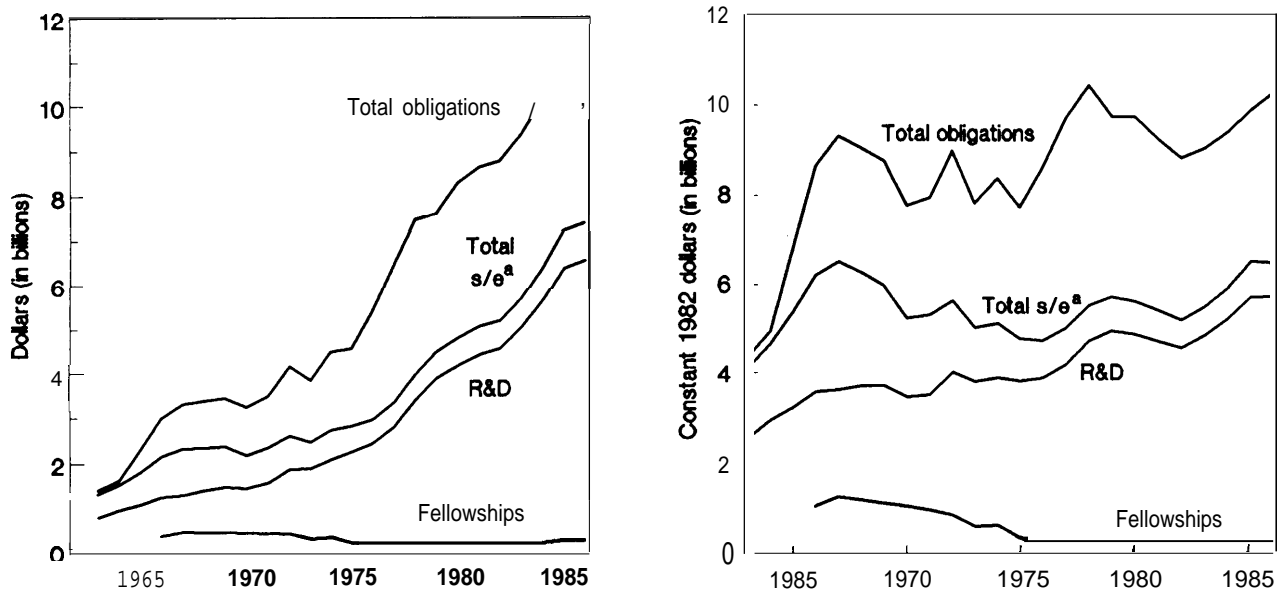 12
10
8
6
4
2
0
Dollars (in billions)
Total obligations
Total
s/eª
R&D
Fellowships
1965 1970 1975 1980 1985
12
10
8
6
4
2
0
Constant 1982 dollars (in billions)
Total obligations
Total s/eª
R&D
Fellowships
1985 1970 1975 1980 1985